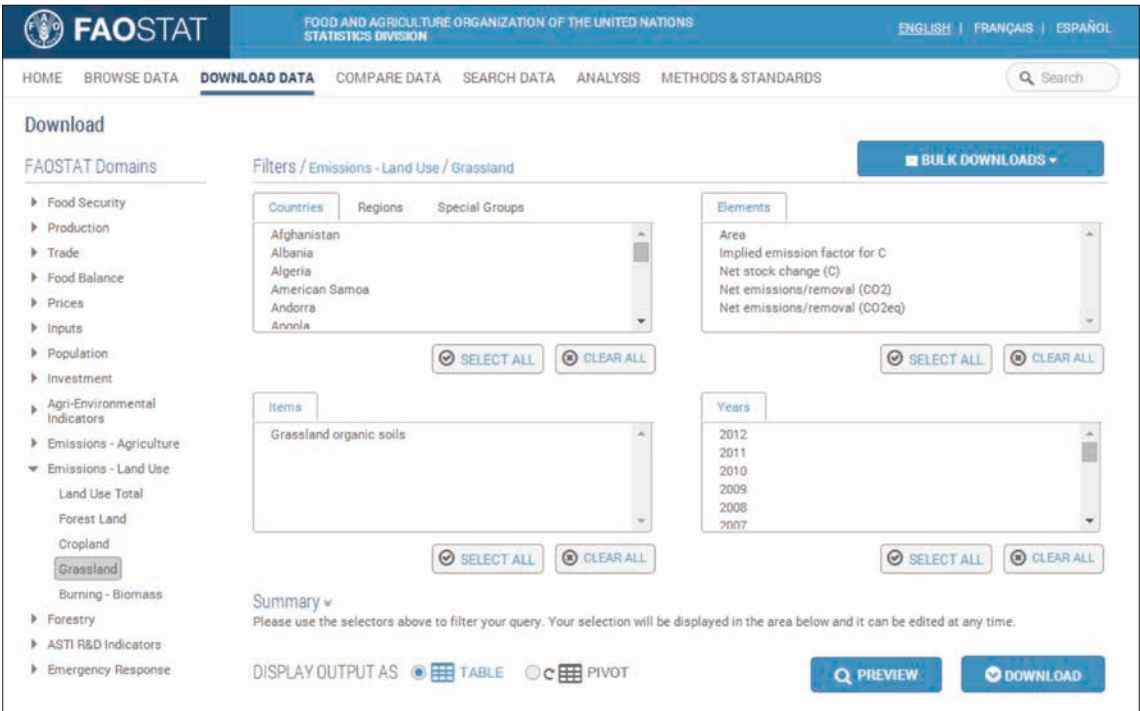 FAO
FIAT PANIS
FAOSTAT
FOOD AND AGRICULTURE ORGANIZATION OF THE UNITED NATIONS
STATISTICS DIVISION
ENGLISH | FRANÇAIS | ESPAÑOL
HOME BROWSE DATA DOWNLOAD DATA COMPARE DATA SEARCH DATA ANALYSIS METHODS & STANDARDS Search
Download
FAOSTAT Domains
Food Security
Production
Trade
Food Balance
Prices
Inputs
Population
Investment
Agri-Environmental
Indicators
Emissions - Agriculture
Emissions - Land Use
Land Use Total
Forest Land
Cropland
Grassland
Burning - Biomass
Forestry
ASTI R&D Indicators
Emergency Response
Filters / Emissions - Land Use / Grassland
BULK DOWNLOADS
Countries Regions Special Groups
Afghanistan
Albania
Algeria
American Samoa
Andorra
Angola
SELECT ALL CLEAR ALL
Elements
Area
Implied emission factor for C
Net stock change (C)
Net emissions/removal (CO2)
Net emissions/removal (CO2eq)
SELECT ALL CLEAR ALL
Items
Grassland organic soils
SELECT ALL CLEAR ALL
Years
2012
2011
2010
2009
2008
2007
SELECT ALL CLEAR ALL
Summary
Please use the selectors above to filter your query. Your selection will be displayed in the area below and it can be edited at any time.
DISPLAY OUTPUT AS TABLE PIVOT
PREVIEW DOWNLOAD